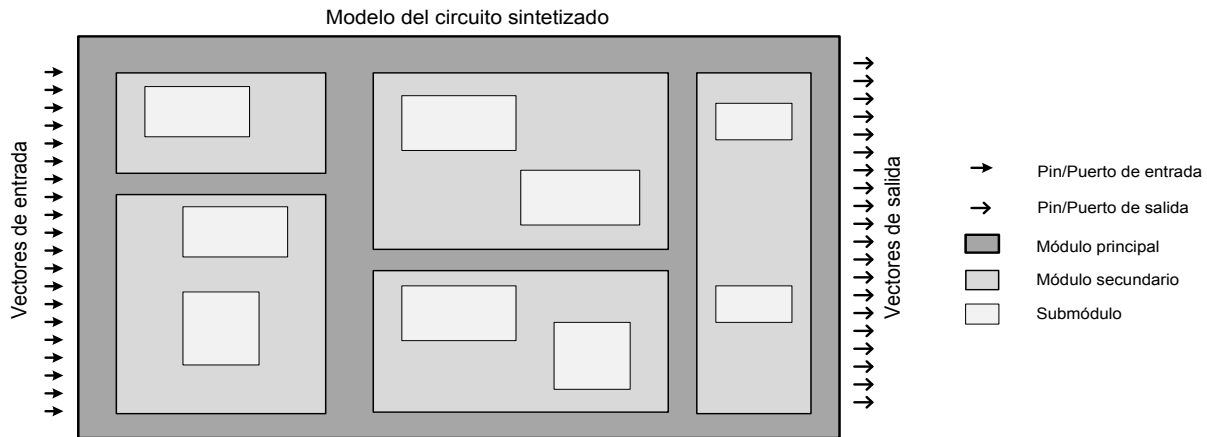 Modelo del circuito sintetizado
Vectores de entrada
Vectores de salida
Pin/Puerto de entrada
Pin/Puerto de salida
Módulo principal
Módulo secundario
Submódulo